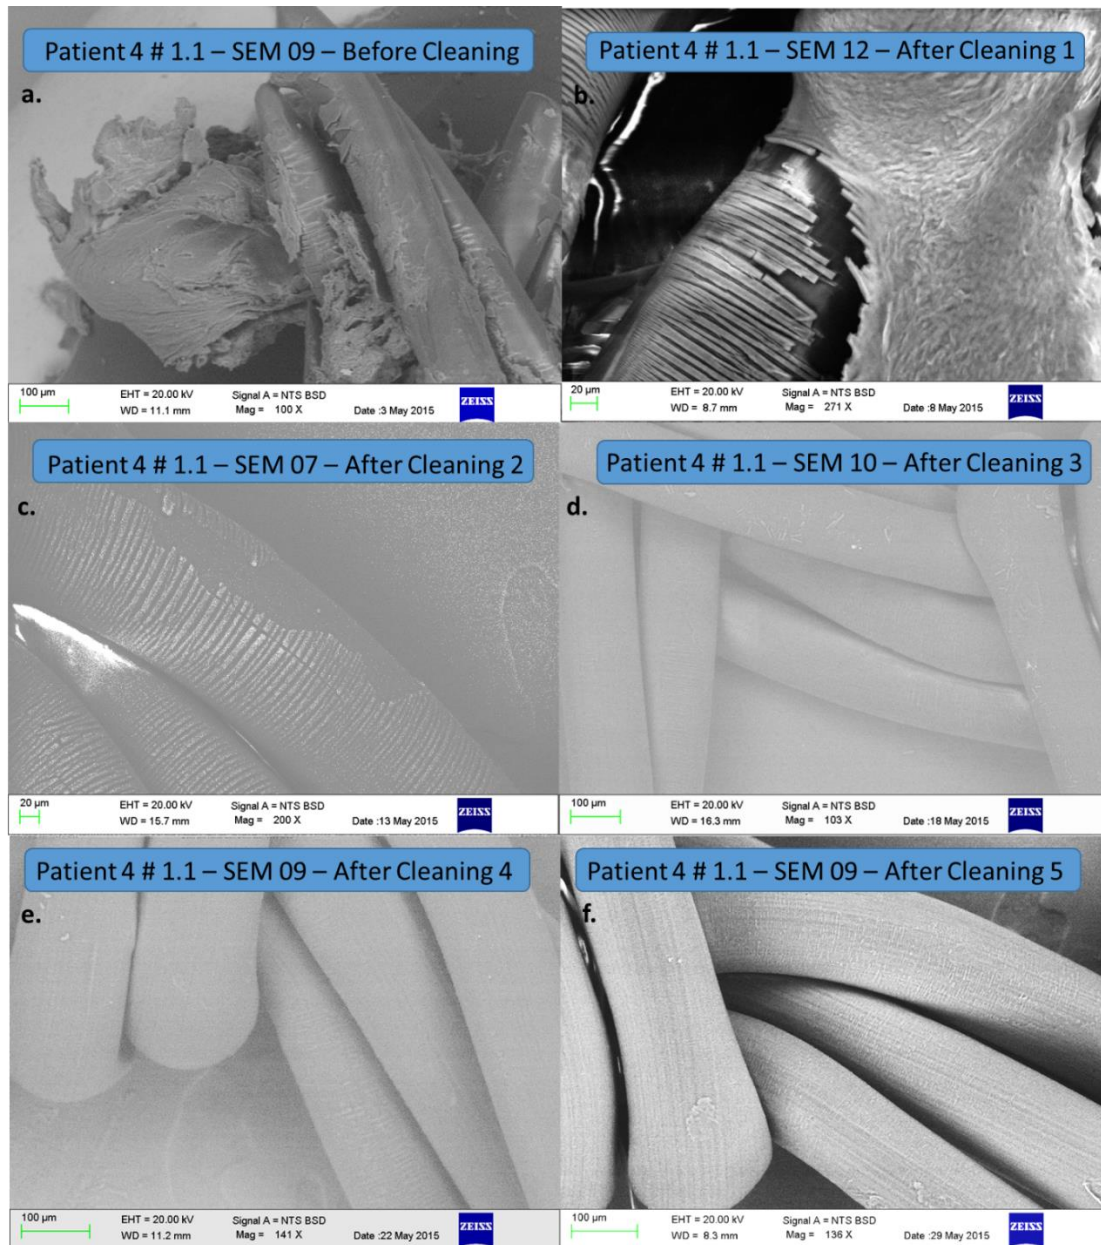 Patient 4 # 1.1 – SEM 09 – Before Cleaning
a.
100 µm
EHT = 20.00 kV
Signal A = NTS BSD
WD = 11.1 mm
Mag = 100 X
Date :3 May 2015
ZEISS
Patient 4 # 1.1 – SEM 12 – After Cleaning 1
b.
20 µm
EHT = 20.00 kV
Signal A = NTS BSD
WD = 8.7 mm
Mag = 271 X
Date :8 May 2015
ZEISS
Patient 4 # 1.1 – SEM 07 – After Cleaning 2
c.
20 µm
EHT = 20.00 kV
Signal A = NTS BSD
WD = 15.7 mm
Mag = 200 X
Date :13 May 2015
ZEISS
Patient 4 # 1.1 – SEM 10 – After Cleaning 3
d.
100 µm
EHT = 20.00 kV
Signal A = NTS BSD
WD = 16.3 mm
Mag = 103 X
Date :18 May 2015
ZEISS
Patient 4 # 1.1 – SEM 09 – After Cleaning 4
e.
100 µm
EHT = 20.00 kV
Signal A = NTS BSD
WD = 11.2 mm
Mag = 141 X
Date :22 May 2015
ZEISS
Patient 4 # 1.1 – SEM 09 – After Cleaning 5
f.
100 µm
EHT = 20.00 kV
Signal A = NTS BSD
WD = 8.3 mm
Mag = 136 X
Date :29 May 2015
ZEISS